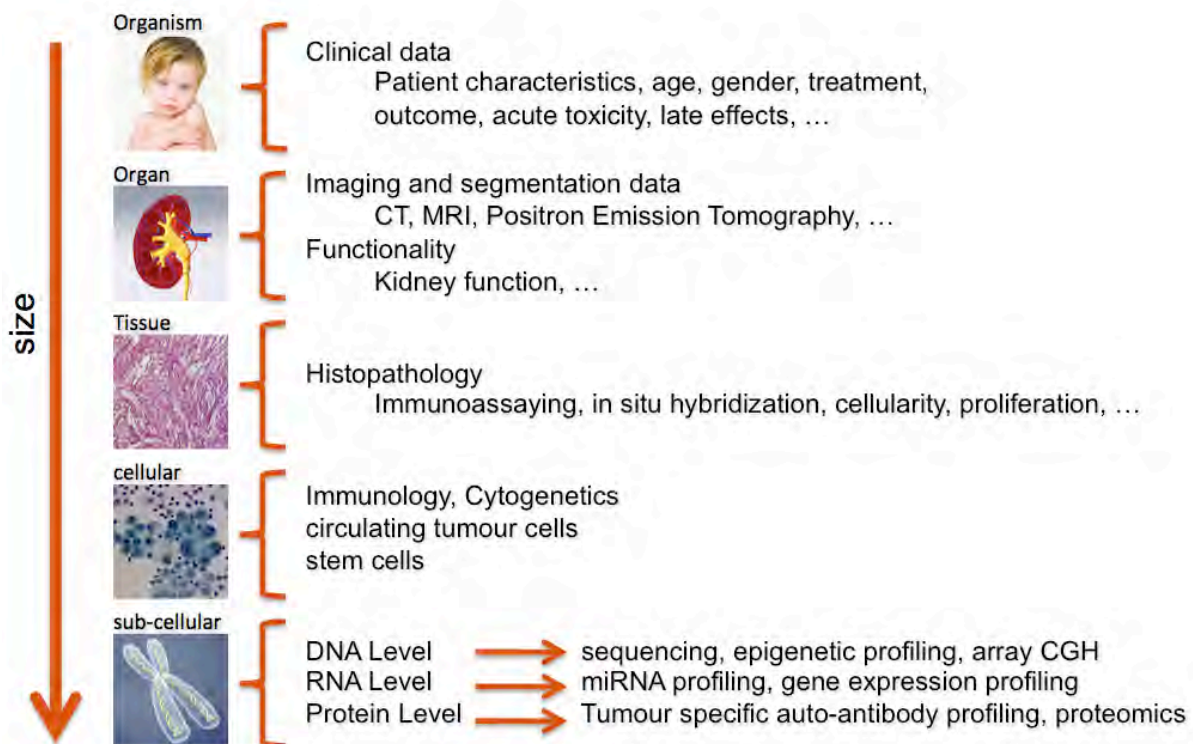 Organism
Clinical data
Patient characteristics, age, gender, treatment,
outcome, acute toxicity, late effects, …
Organ
Imaging and segmentation data
CT, MRI, Positron Emission Tomography, …
Functionality
Kidney function, …
size
Tissue
Histopathology
Immunoassaying, in situ hybridization, cellularity, proliferation, …
cellular
Immunology, Cytogenetics
circulating tumour cells
stem cells
sub-cellular
DNA Level sequencing, epigenetic profiling, array CGH
RNA Level miRNA profiling, gene expression profiling
Protein Level Tumour specific auto-antibody profiling, proteomics